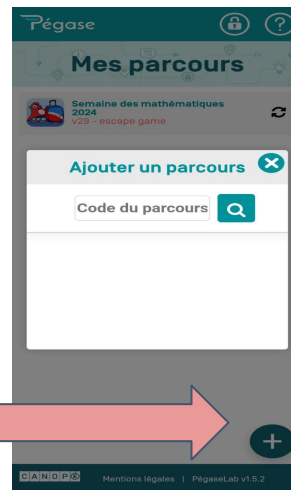 Pégase
?
Mes parcours
Semaine des mathématiques
2024
v29 - escape game
Ajouter un parcours
Code du parcours
+
CANOPÉ Mentions légales | PégaseLab v1.5.2